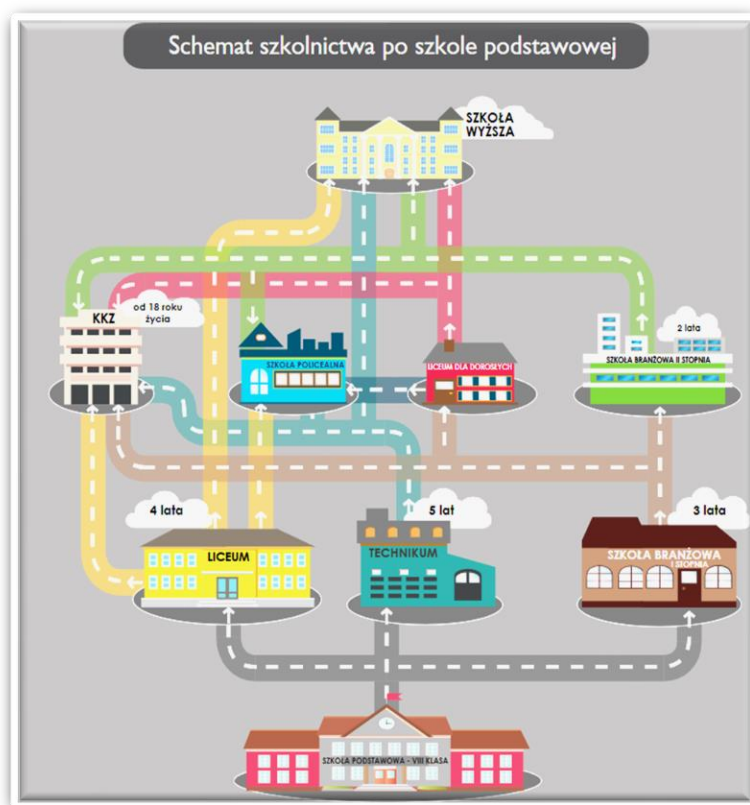 Schemat szkolnictwa po szkole podstawowej
SZKOŁA
WYŻSZA
KKZ
od 18 roku
życia
SZKOŁA POLICEALNA
LICEUM DLA DOROSŁYCH
2 lata
SZKOŁA BRANŻOWA II STOPNIA
4 lata
LICEUM
5 lat
TECHNIKUM
3 lata
SZKOŁA BRANŻOWA
I STOPNIA
SZKOŁA PODSTAWOWA - VIII KLASA